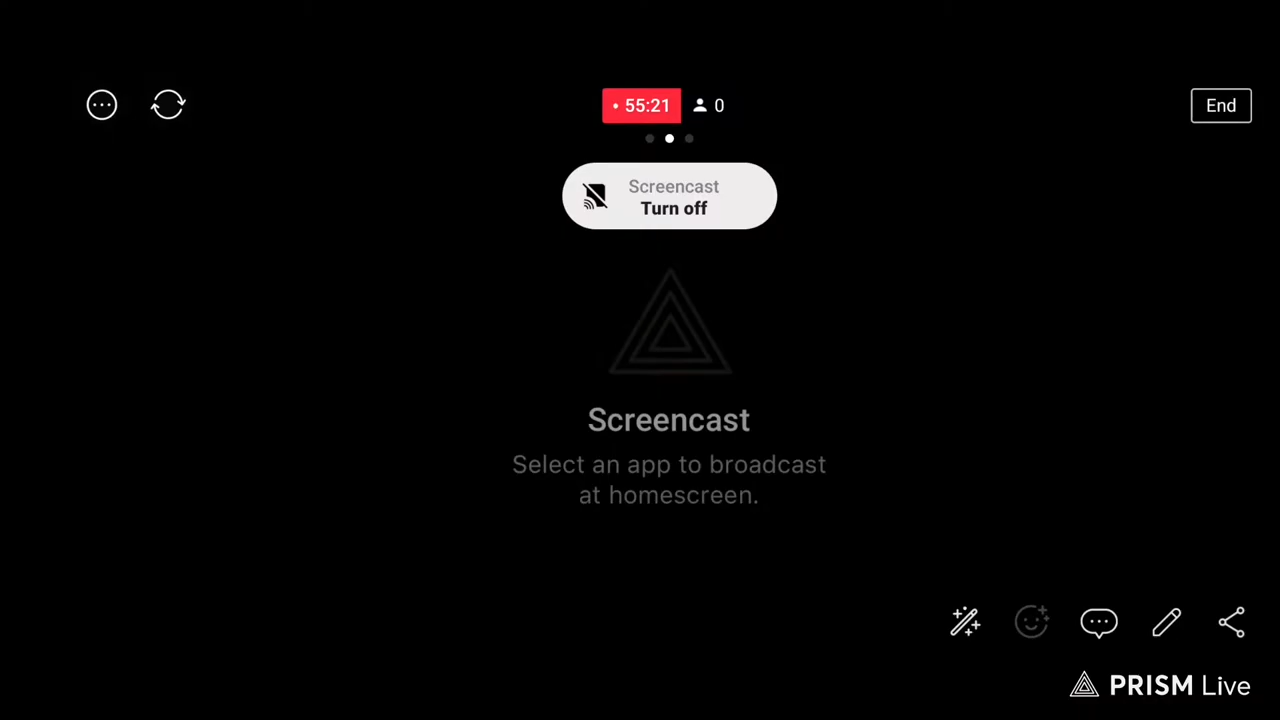 • 55:21 0
End
Screencast
Turn off
Screencast
Select an app to broadcast
at homescreen.
PRISM Live